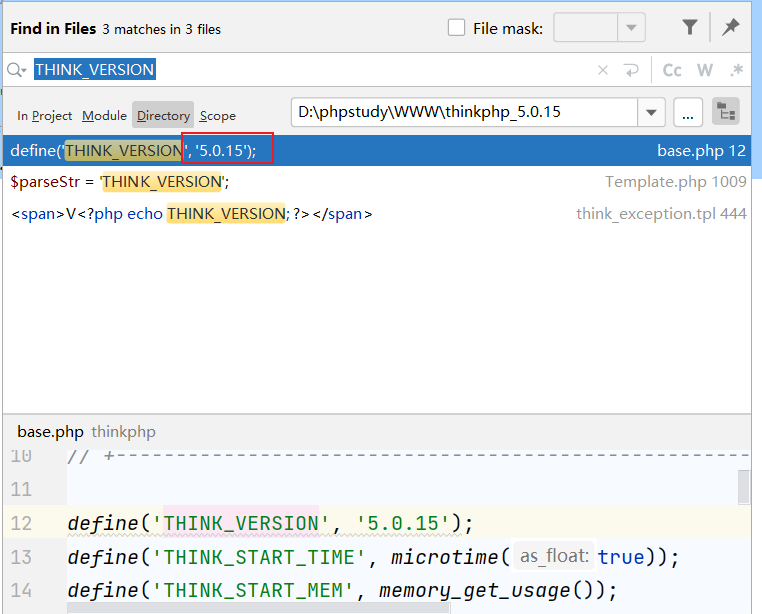 Find in Files 3 matches in 3 files File mask:
THINK_VERSION Cc W .*
In Project Module Directory Scope D:\phpstudy\WWW\thinkphp_5.0.15 ...
define('THINK_VERSION', '5.0.15'); base.php 12
$parseStr = 'THINK_VERSION'; Template.php 1009
<span>V<?php echo THINK_VERSION; ?></span> think_exception.tpl 444
base.php thinkphp
10 // +----------------------------------------------------------
11
12 define('THINK_VERSION', '5.0.15');
13 define('THINK_START_TIME', microtime( as_float: true));
14 define('THINK_START_MEM', memory_get_usage());